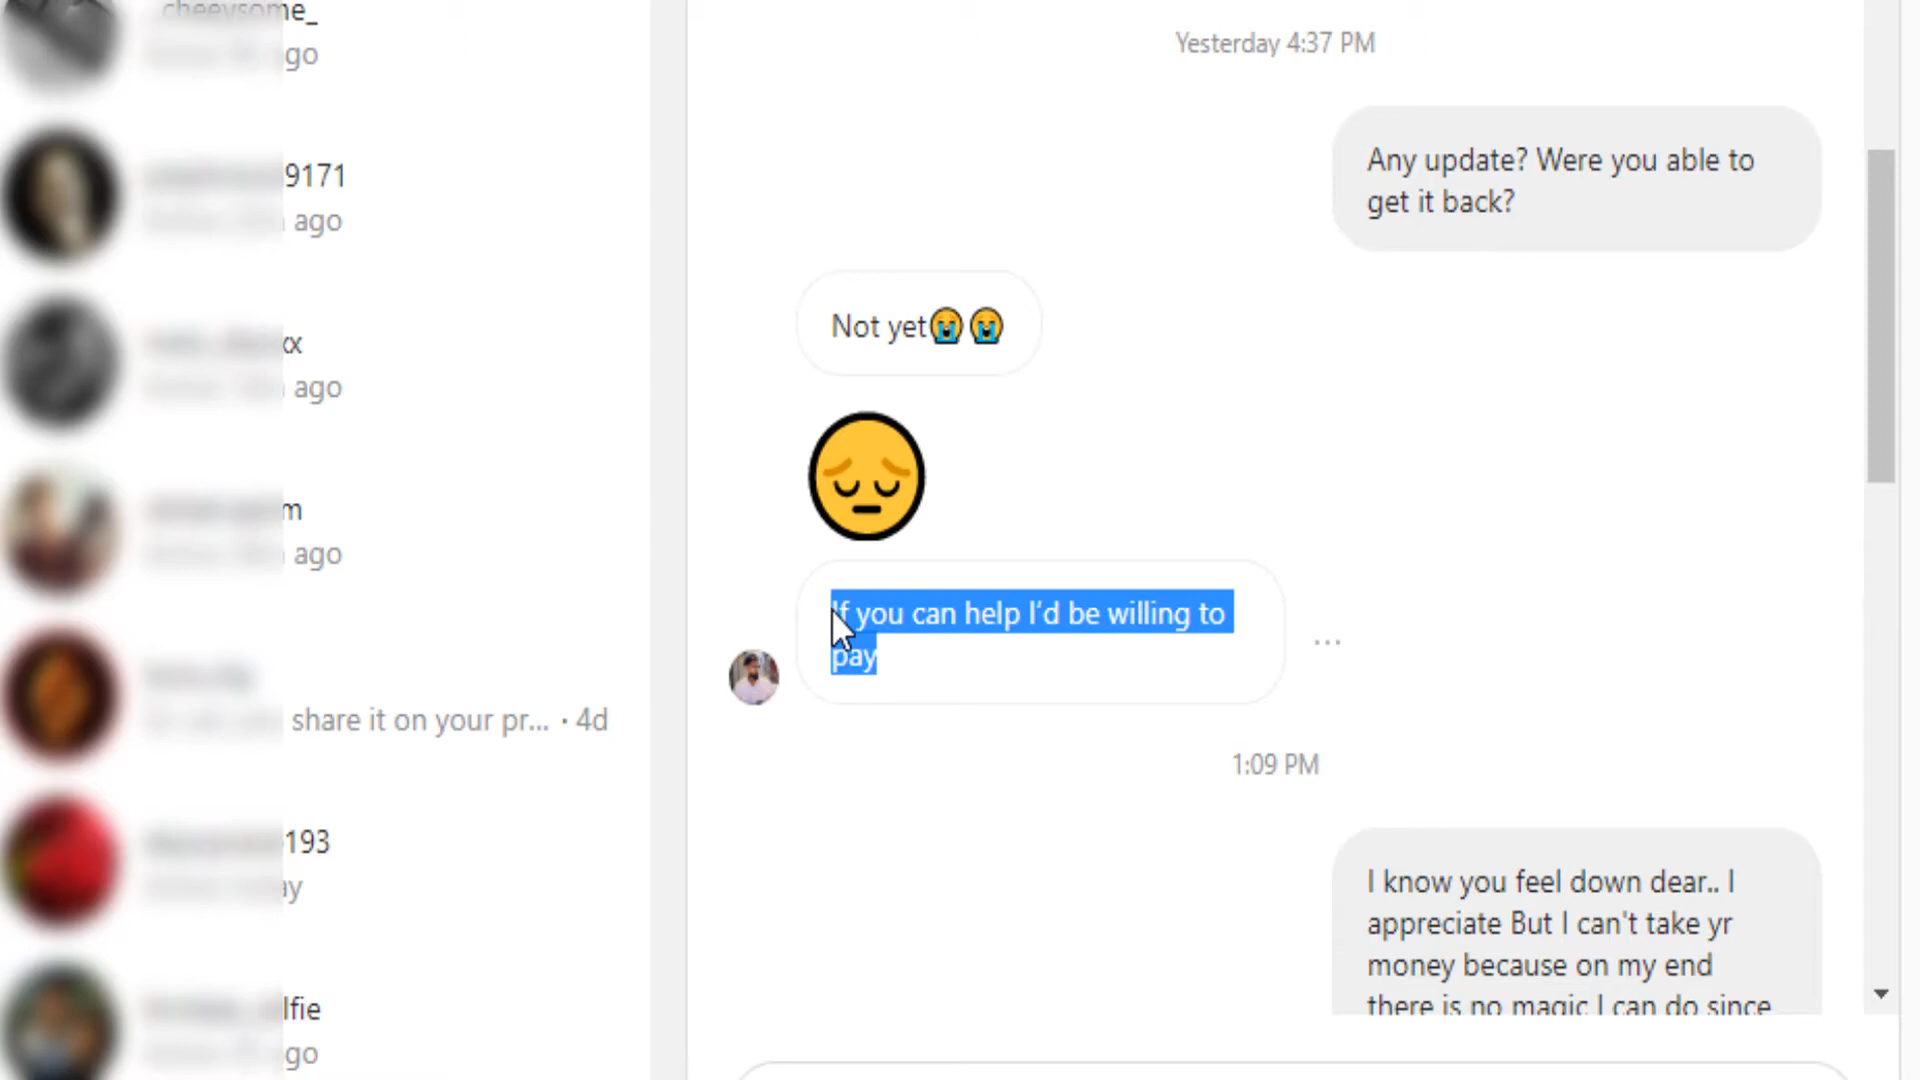 cheeysome_
go
9171
ago
xx
ago
m
ago
share it on your pr... · 4d
193
ay
lfie
go
Yesterday 4:37 PM
Any update? Were you able to
get it back?
Not yet😭😭
😔
If you can help I'd be willing to
pay
...
1:09 PM
I know you feel down dear.. I
appreciate But I can't take yr
money because on my end
there is no magic I can do since